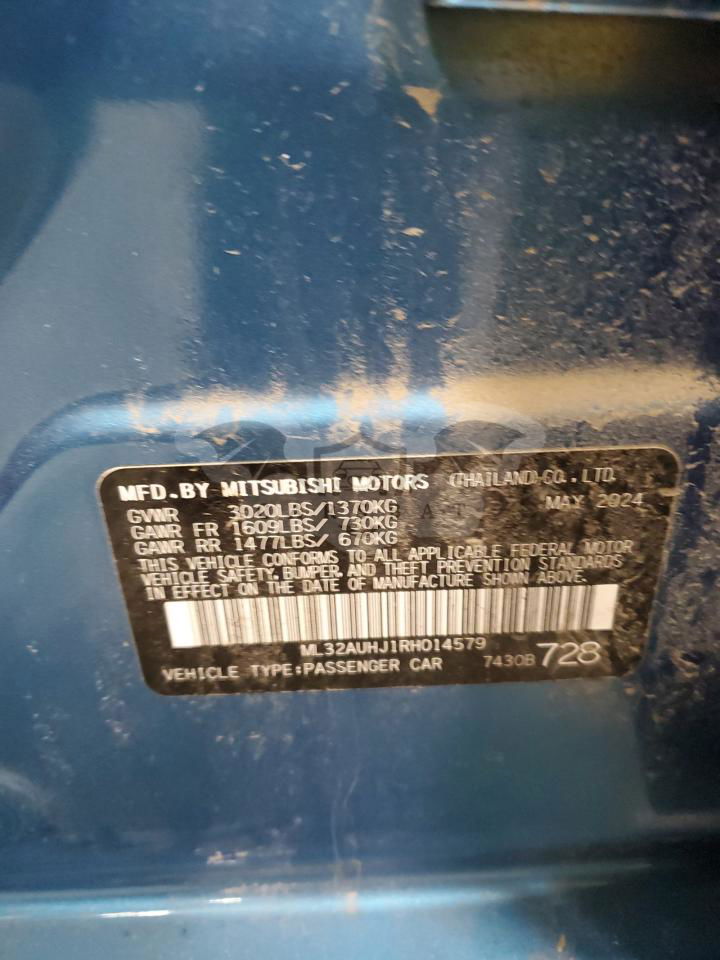 MFD.BY MITSUBISHI MOTORS (THAILAND) CO., LTD.
GVWR 3020LBS/1370KG MAY 2024
GAWR FR 1609LBS/ 730KG
GAWR RR 1477LBS/ 670KG
THIS VEHICLE CONFORMS TO ALL APPLICABLE FEDERAL MOTOR
VEHICLE SAFETY, BUMPER, AND THEFT PREVENTION STANDARDS
IN EFFECT ON THE DATE OF MANUFACTURE SHOWN ABOVE.
ML32AUHJ1RH014579
VEHICLE TYPE:PASSENGER CAR 7430B 728